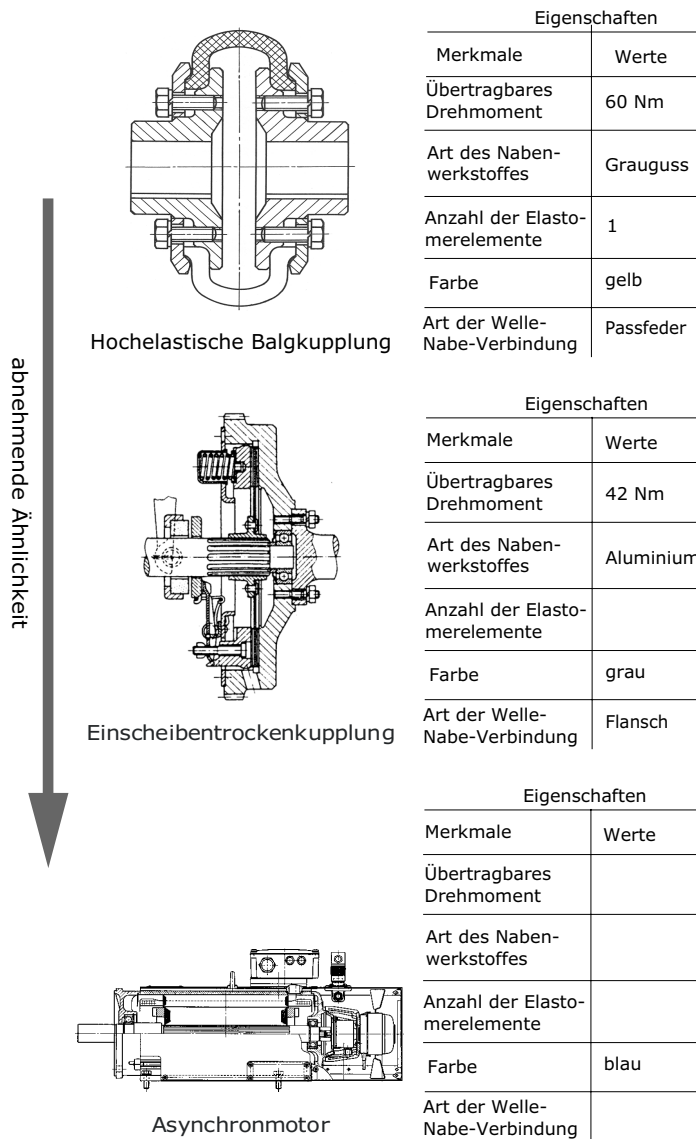 Eigenschaften
Merkmale Werte
Übertragbares
Drehmoment 60 Nm
Art des Naben-
werkstoffes Grauguss
Anzahl der Elasto-
merelemente 1
Farbe gelb
Art der Welle-
Nabe-Verbindung Passfeder
Hochelastische Balgkupplung
abnehmende Ähnlichkeit
Eigenschaften
Merkmale Werte
Übertragbares
Drehmoment 42 Nm
Art des Naben-
werkstoffes Aluminium
Anzahl der Elasto-
merelemente
Farbe grau
Art der Welle-
Nabe-Verbindung Flansch
Einscheibentrockenkupplung
Eigenschaften
Merkmale Werte
Übertragbares
Drehmoment
Art des Naben-
werkstoffes
Anzahl der Elasto-
merelemente
Farbe blau
Art der Welle-
Nabe-Verbindung
Asynchronmotor